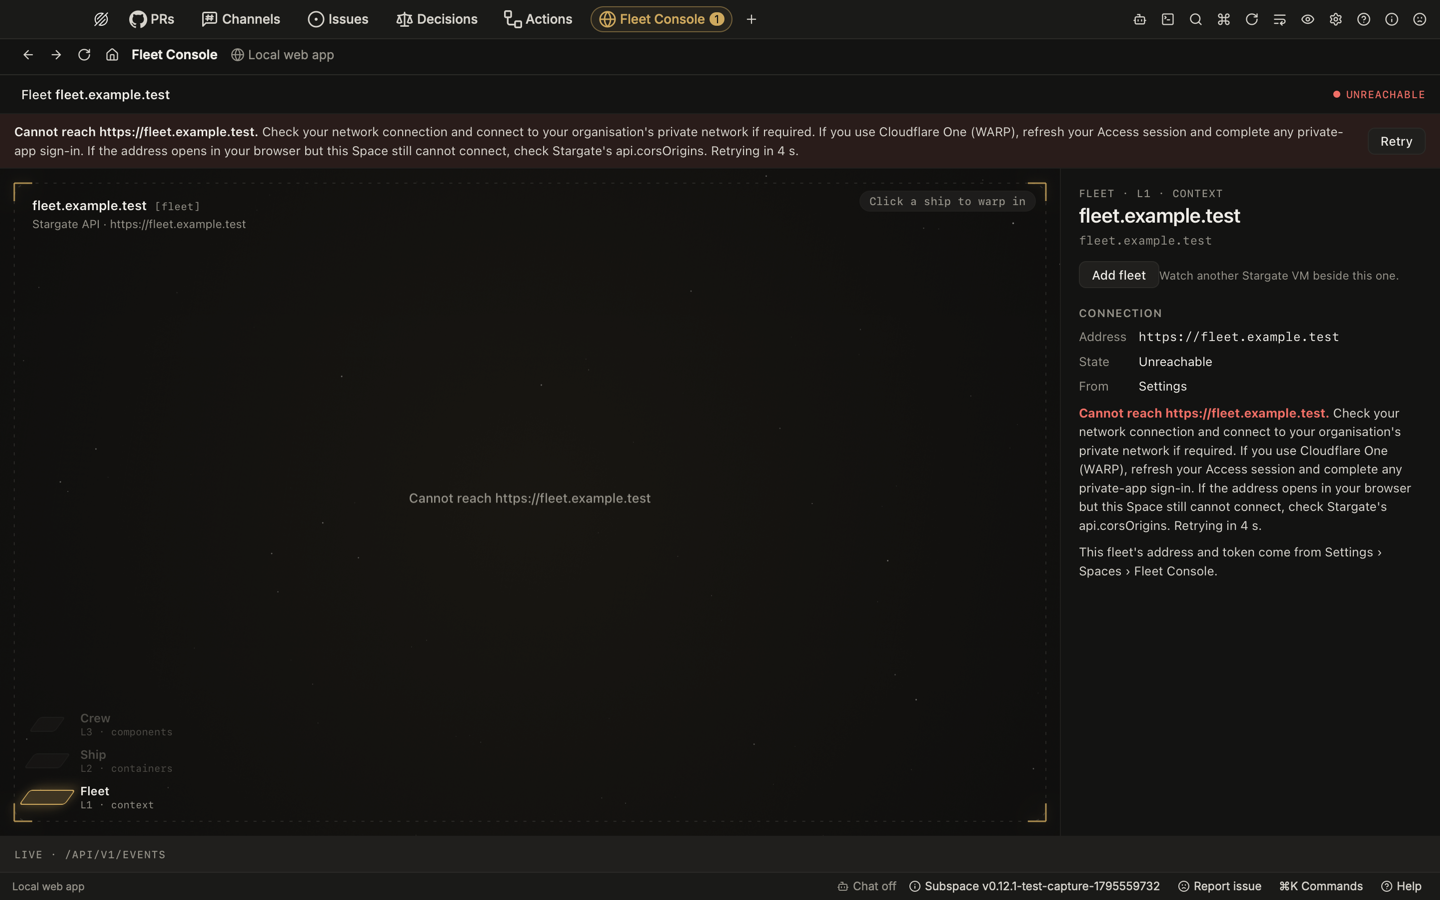 PRs Channels Issues Decisions Actions Fleet Console 1
Fleet Console Local web app
Fleet fleet.example.test
UNREACHABLE
Cannot reach https://fleet.example.test. Check your network connection and connect to your organisation's private network if required. If you use Cloudflare One (WARP), refresh your Access session and complete any private-
app sign-in. If the address opens in your browser but this Space still cannot connect, check Stargate's api.corsOrigins. Retrying in 4 s.
Retry
fleet.example.test [fleet]
Stargate API · https://fleet.example.test
Click a ship to warp in
Cannot reach https://fleet.example.test
Crew
L3 · components
Ship
L2 · containers
Fleet
L1 · context
FLEET · L1 · CONTEXT
fleet.example.test
fleet.example.test
Add fleet Watch another Stargate VM beside this one.
CONNECTION
Address https://fleet.example.test
State Unreachable
From Settings
Cannot reach https://fleet.example.test. Check your
network connection and connect to your organisation's
private network if required. If you use Cloudflare One
(WARP), refresh your Access session and complete any
private-app sign-in. If the address opens in your browser
but this Space still cannot connect, check Stargate's
api.corsOrigins. Retrying in 4 s.
This fleet's address and token come from Settings ›
Spaces › Fleet Console.
LIVE · /API/V1/EVENTS
Local web app
Chat off Subspace v0.12.1-test-capture-1795559732 Report issue ⌘K Commands Help